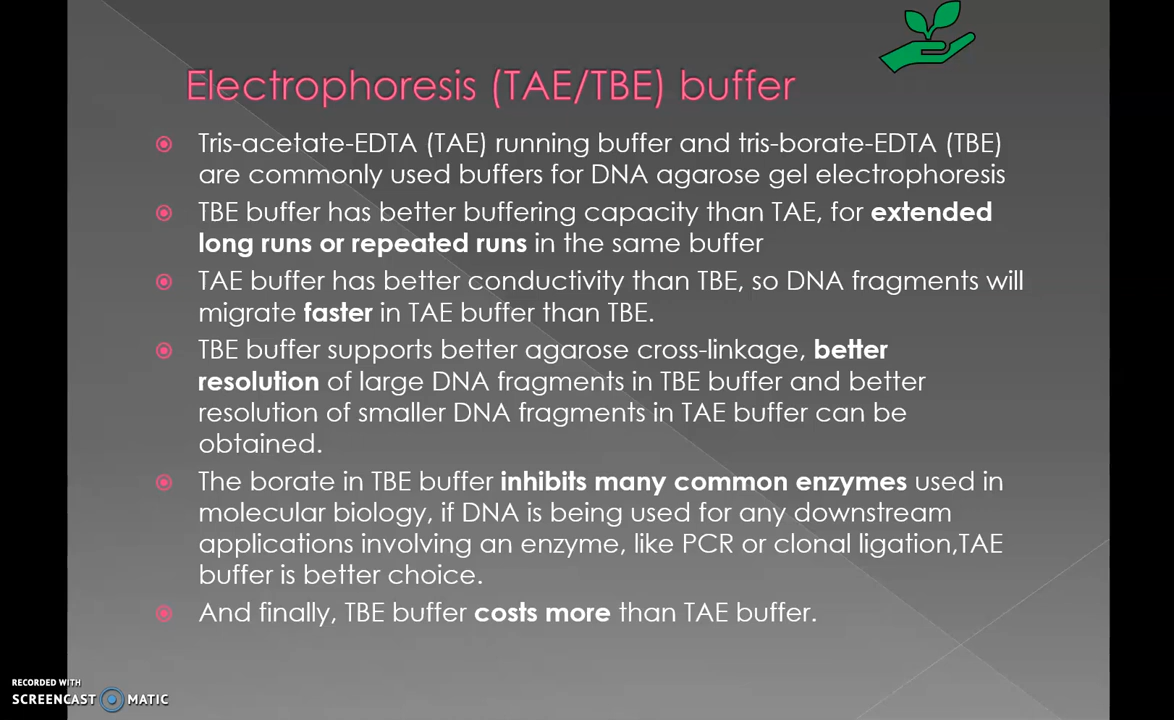 Electrophoresis (TAE/TBE) buffer
Tris-acetate-EDTA (TAE) running buffer and tris-borate-EDTA (TBE)
are commonly used buffers for DNA agarose gel electrophoresis
TBE buffer has better buffering capacity than TAE, for extended
long runs or repeated runs in the same buffer
TAE buffer has better conductivity than TBE, so DNA fragments will
migrate faster in TAE buffer than TBE.
TBE buffer supports better agarose cross-linkage, better
resolution of large DNA fragments in TBE buffer and better
resolution of smaller DNA fragments in TAE buffer can be
obtained.
The borate in TBE buffer inhibits many common enzymes used in
molecular biology, if DNA is being used for any downstream
applications involving an enzyme, like PCR or clonal ligation,TAE
buffer is better choice.
And finally, TBE buffer costs more than TAE buffer.
RECORDED WITH
SCREENCAST MATIC